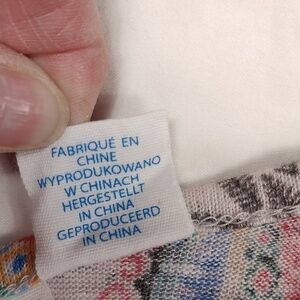 FABRIQUÉ EN
CHINE
WYPRODUKOWANO
W CHINACH
HERGESTELLT
IN CHINA
GEPRODUCEERD
IN CHINA